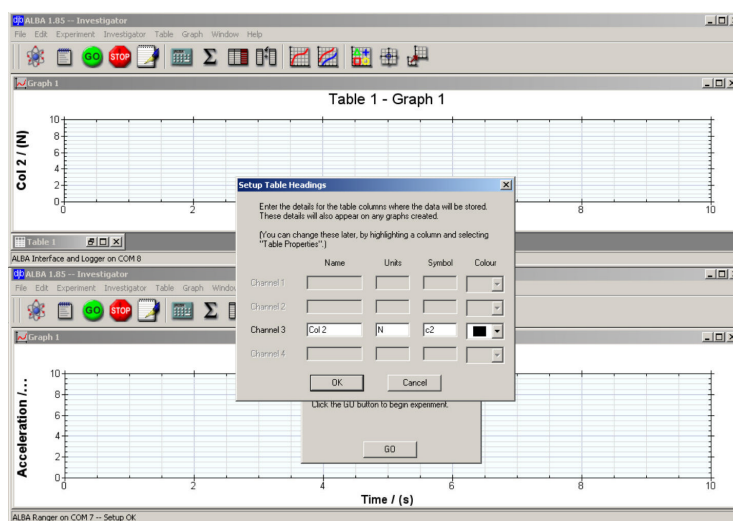 ALBA 1.85 -- Investigator
File Edit Experiment Investigator Table Graph Window Help
GO STOP
Graph 1
Table 1 - Graph 1
Col 2 / (N)
10
8
6
4
2
0
0 2 8 10
Setup Table Headings
Enter the details for the table columns where the data will be stored.
These details will also appear on any graphs created.
(You can change these later, by highlighting a column and selecting
"Table Properties".)
Name Units Symbol Colour
Channel 1
Channel 2
Channel 3 Col 2 N c2
Channel 4
OK Cancel
Table 1
ALBA Interface and Logger on COM 8
ALBA 1.85 -- Investigator
File Edit Experiment Investigator Table Graph Windo
GO STOP
Graph 1
Click the GO button to begin experiment.
GO
Acceleration /...
10
8
6
4
2
0
0 2 4 6 8 10
Time / (s)
ALBA Ranger on COM 7 -- Setup OK